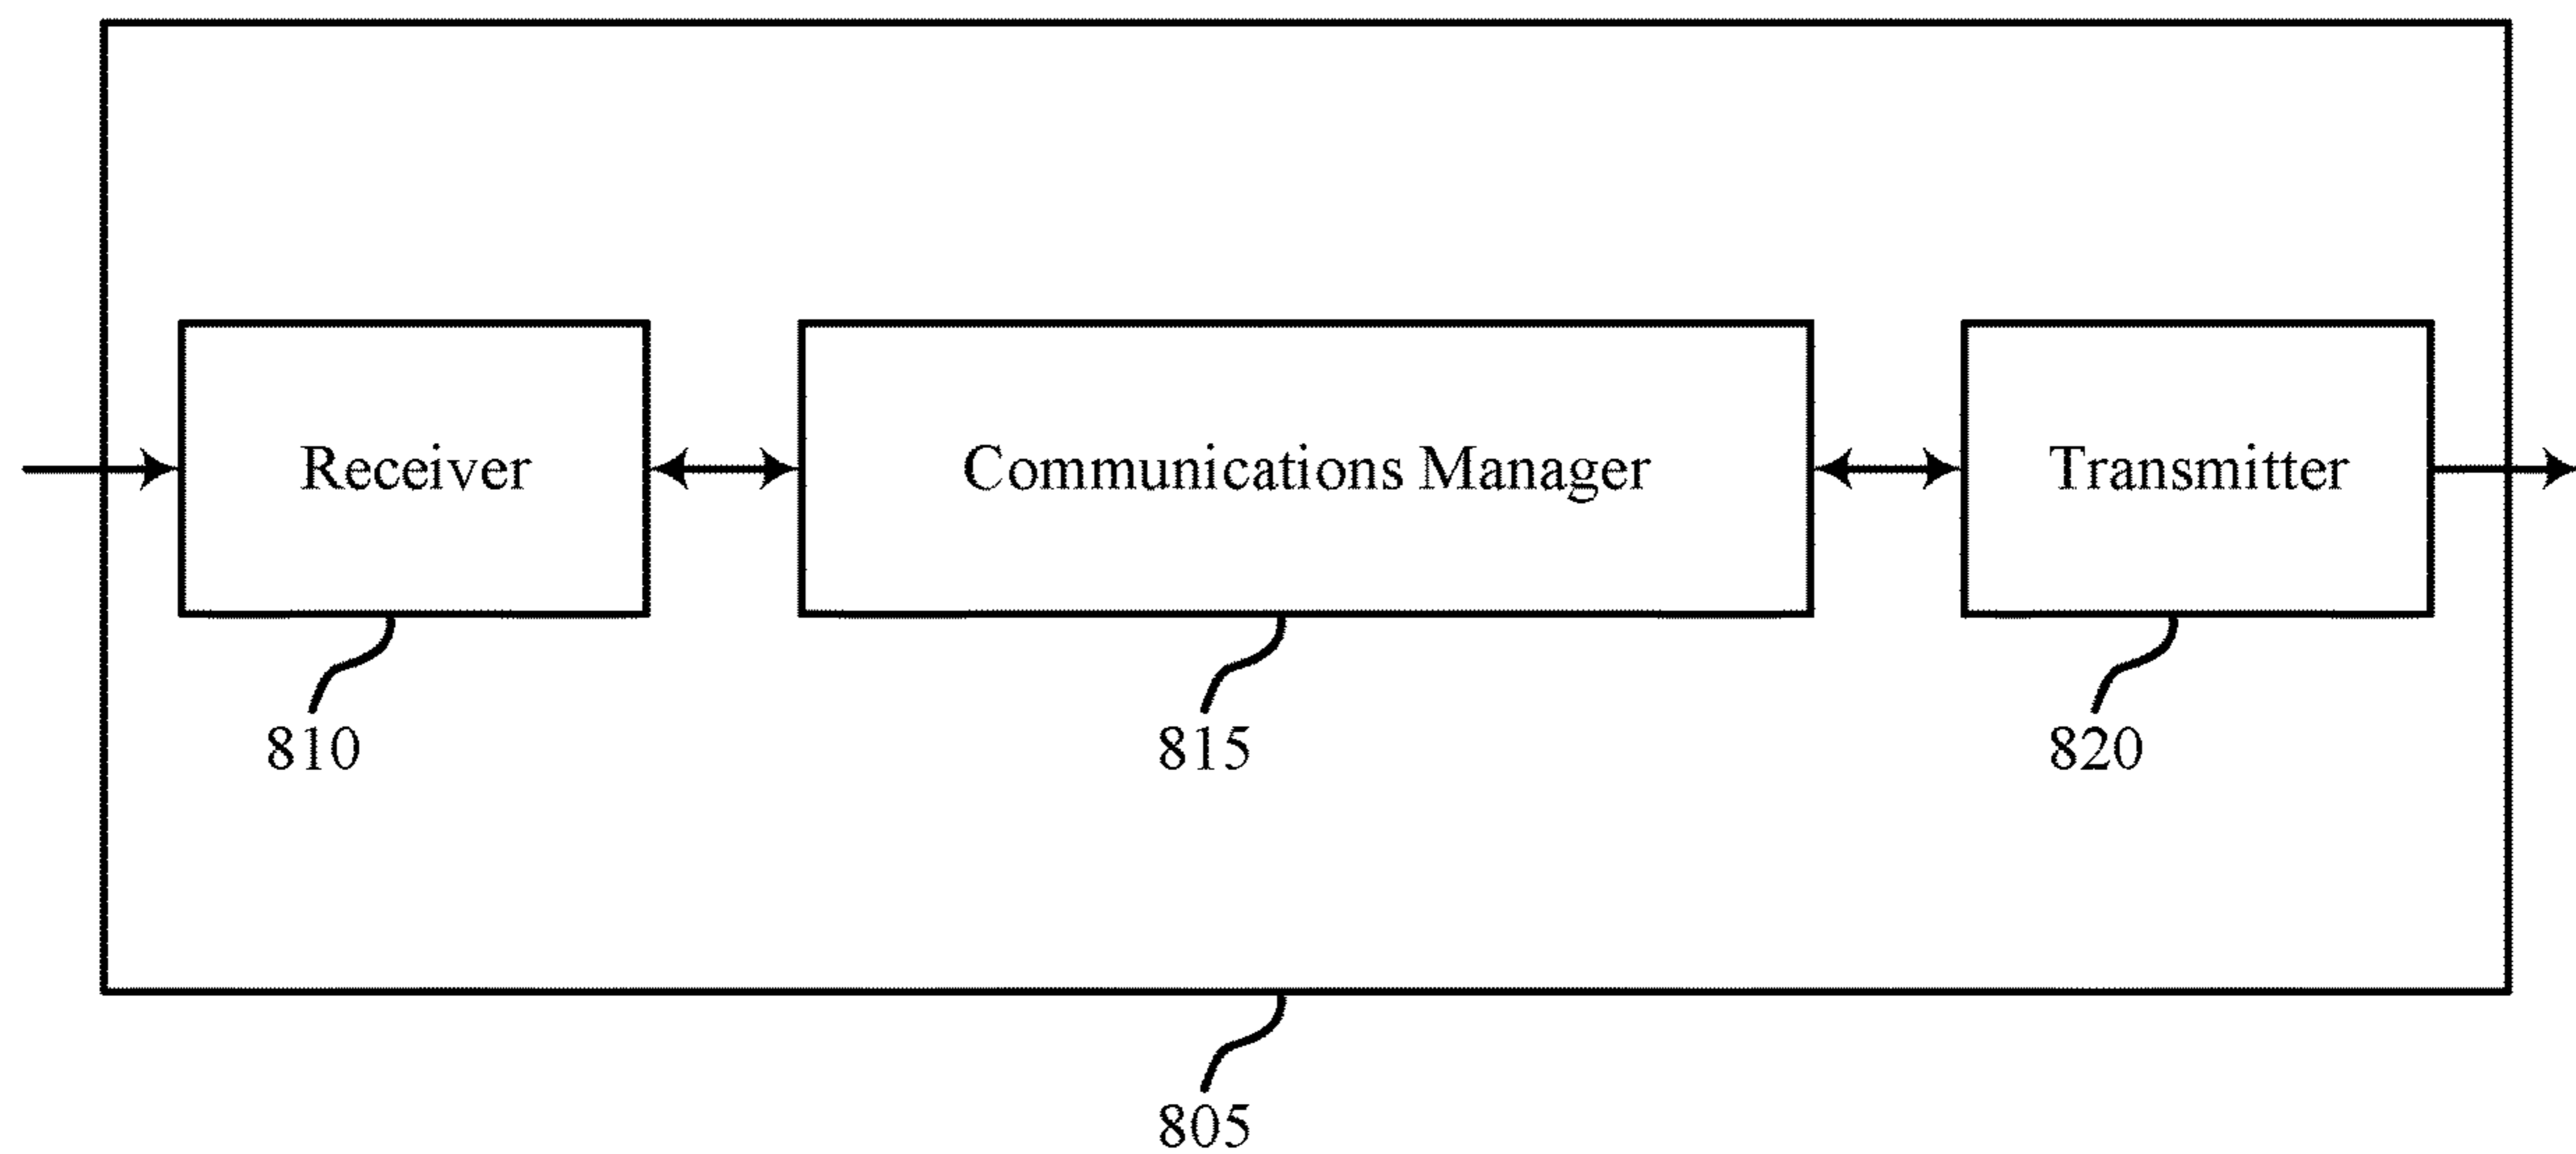 Receiver
Communications Manager
Transmitter
810
815
820
805